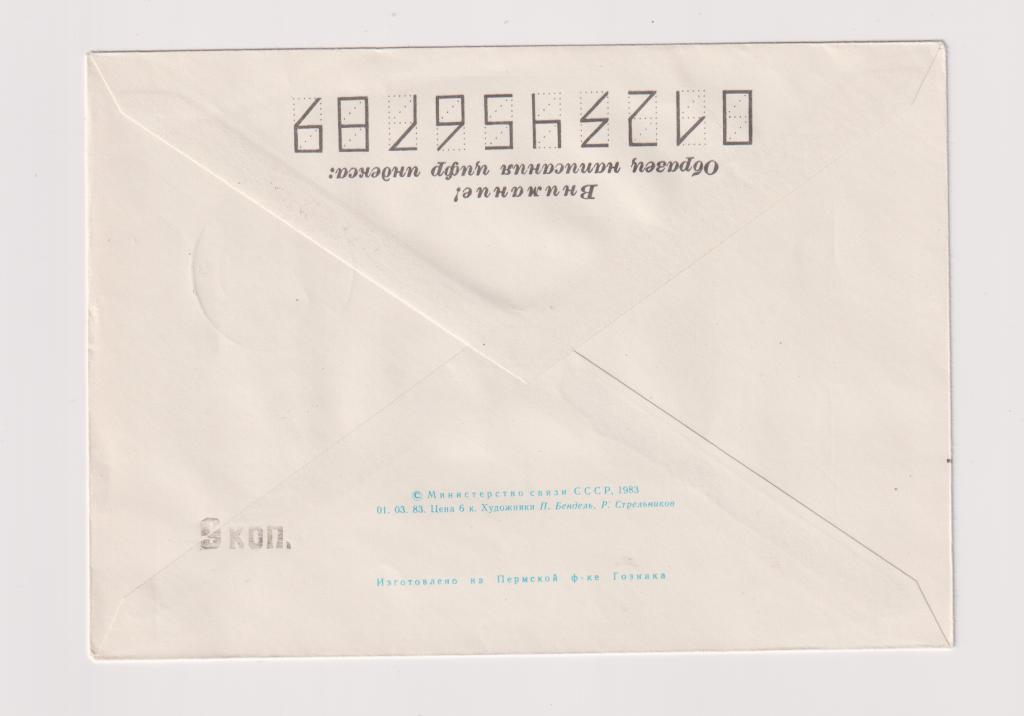 Внимание!
Образец написания цифр индекса:
0123456789
© Министерство связи СССР, 1983
01. 03. 83. Цена 6 к. Художники П. Бендель, Р. Стрельников
коп.
Изготовлено на Пермской ф-ке Гознака